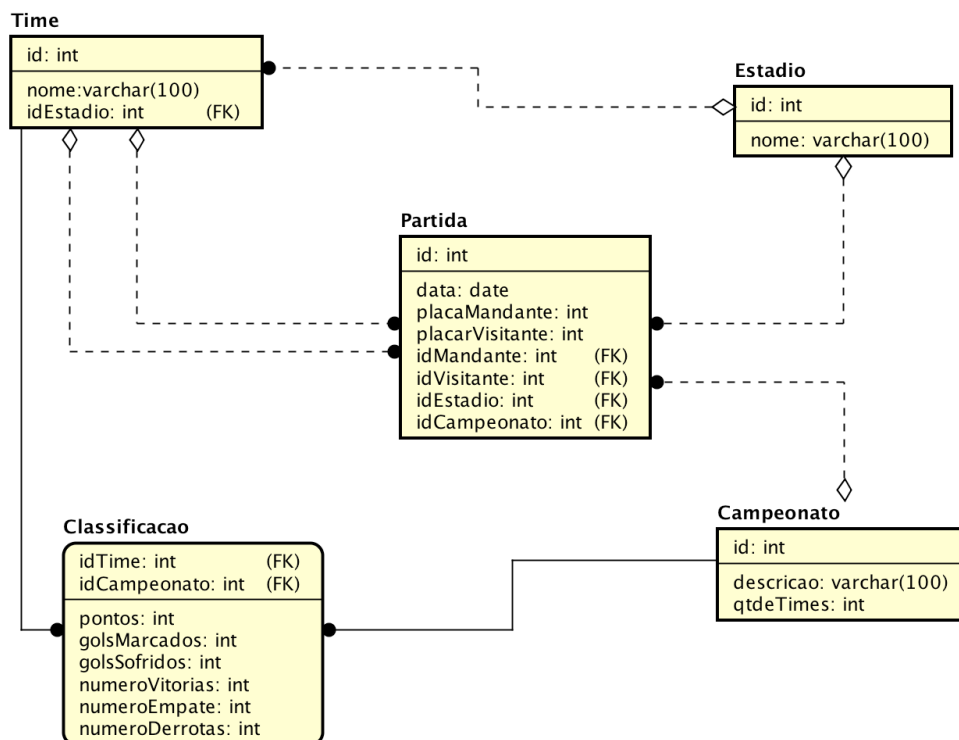 Time
id: int
nome:varchar(100)
idEstadio: int (FK)
Estadio
id: int
nome: varchar(100)
Partida
id: int
data: date
placaMandante: int
placarVisitante: int
idMandante: int (FK)
idVisitante: int (FK)
idEstadio: int (FK)
idCampeonato: int (FK)
Classificacao
idTime: int (FK)
idCampeonato: int (FK)
pontos: int
golsMarcados: int
golsSofridos: int
numeroVitorias: int
numeroEmpate: int
numeroDerrotas: int
Campeonato
id: int
descricao: varchar(100)
qtdeTimes: int